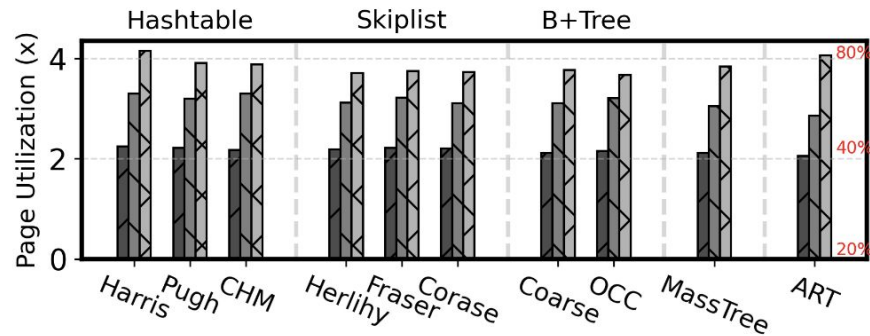 Hashtable Skiplist B+Tree
Page Utilization (x)
4
2
0
80%
40%
20%
Harris Pugh CHM Herlihy Fraser Corase Coarse OCC MassTree ART